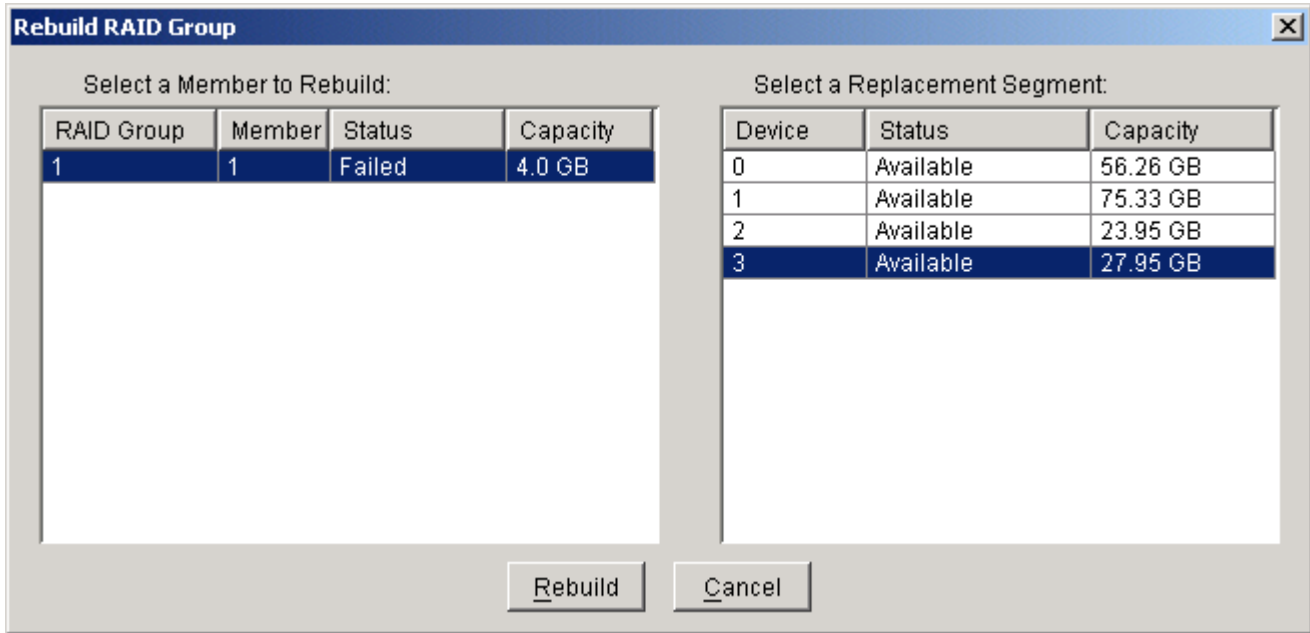 Rebuild RAID Group
Select a Member to Rebuild:
RAID Group Member Status Capacity
1 1 Failed 4.0 GB
Select a Replacement Segment:
Device Status Capacity
0 Available 56.26 GB
1 Available 75.33 GB
2 Available 23.95 GB
3 Available 27.95 GB
Rebuild Cancel